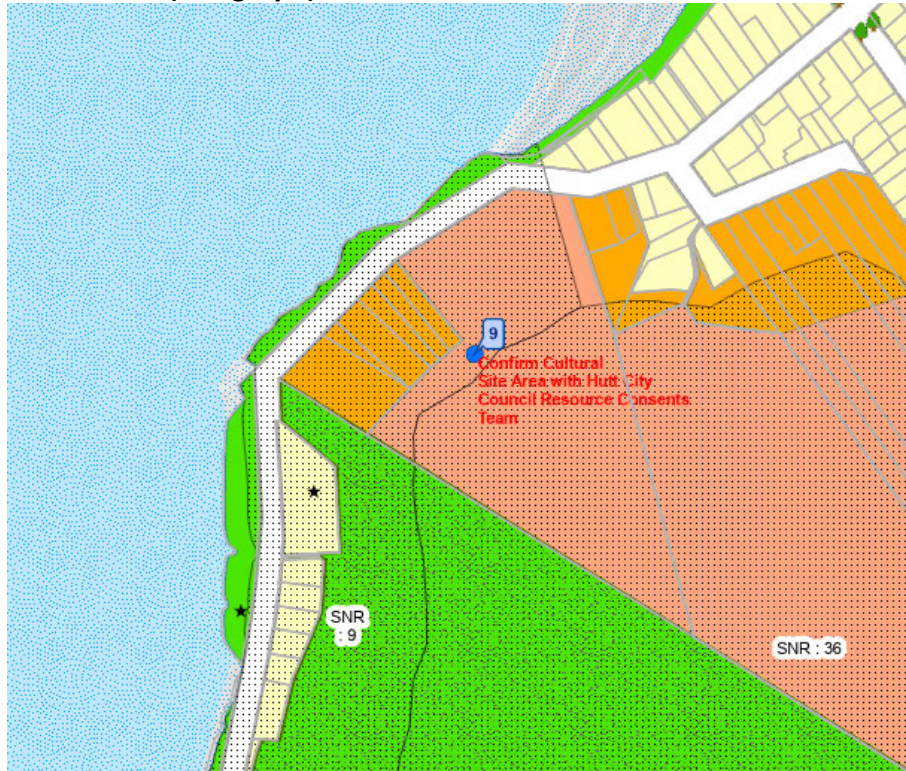 9
Confirm Cultural
Site Area with Hutt City
Council Resource Consents
Team
SNR
: 9
SNR : 36